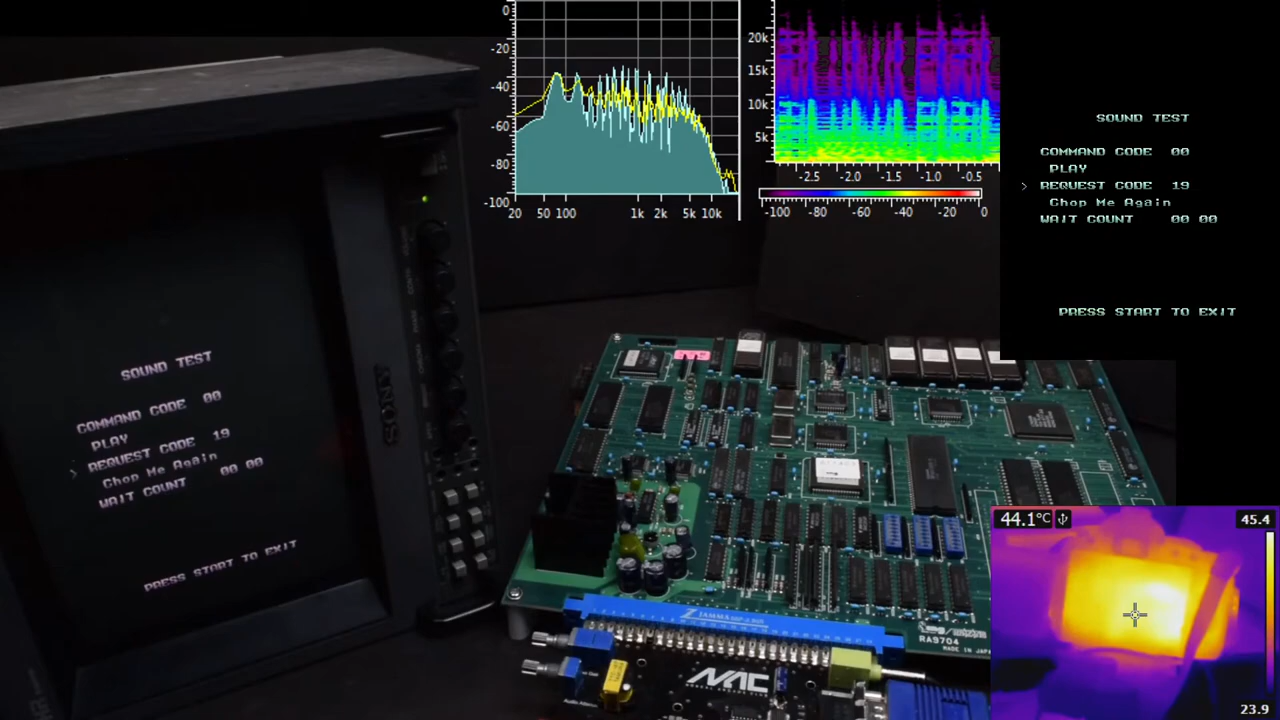 0
-20
-40
-60
-80
-100
20 50 100 1k 2k 5k 10k
20k
15k
10k
5k
-2.5 -2.0 -1.5 -1.0 -0.5
-100 -80 -60 -40 -20 0
SOUND TEST
COMMAND CODE 00
PLAY
> REQUEST CODE 19
Chop Me Again
WAIT COUNT 00 00
PRESS START TO EXIT
SOUND TEST
COMMAND CODE 00
PLAY
> REQUEST CODE 19
Chop Me Again
WAIT COUNT 00 00
PRESS START TO EXIT
SONY
JAMMA
RA9704
MADE IN JAPAN
MAC
44.1°C
45.4
23.9